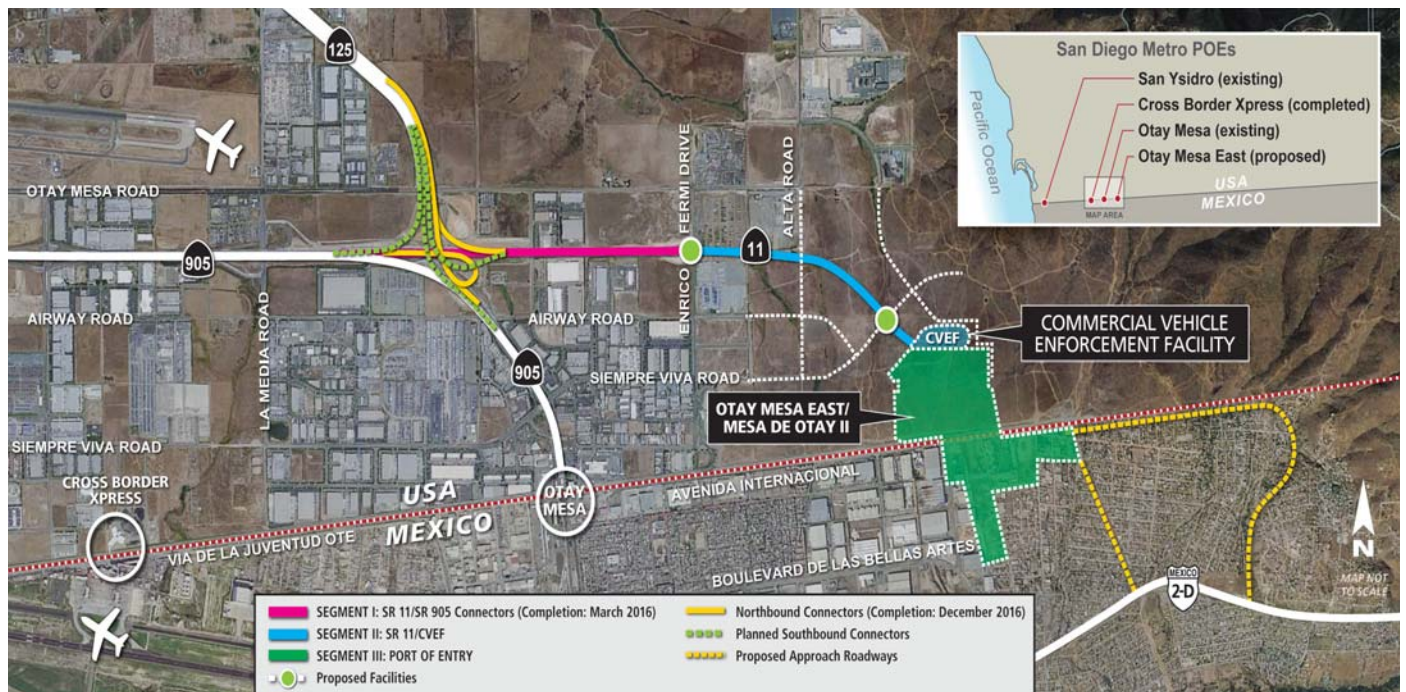 125
San Diego Metro POEs
San Ysidro (existing)
Cross Border Xpress (completed)
Otay Mesa (existing)
Otay Mesa East (proposed)
Pacific Ocean
USA
MEXICO
MAP AREA
OTAY MESA ROAD
ENRICO FERMI DRIVE
ALTA ROAD
905
11
LA MEDIA ROAD
AIRWAY ROAD
AIRWAY ROAD
CVEF
COMMERCIAL VEHICLE
ENFORCEMENT FACILITY
905
SIEMPRE VIVA ROAD
OTAY MESA EAST/
MESA DE OTAY II
SIEMPRE VIVA ROAD
CROSS BORDER
XPRESS
USA
MEXICO
OTAY
MESA
AVENIDA INTERNACIONAL
VIA DE LA JUVENTUD OTE
BOULEVARD DE LAS BELLAS ARTES
N
MAP NOT
TO SCALE
MEXICO
2-D
SEGMENT I: SR 11/SR 905 Connectors (Completion: March 2016)
SEGMENT II: SR 11/CVEF
SEGMENT III: PORT OF ENTRY
Proposed Facilities
Northbound Connectors (Completion: December 2016)
Planned Southbound Connectors
Proposed Approach Roadways